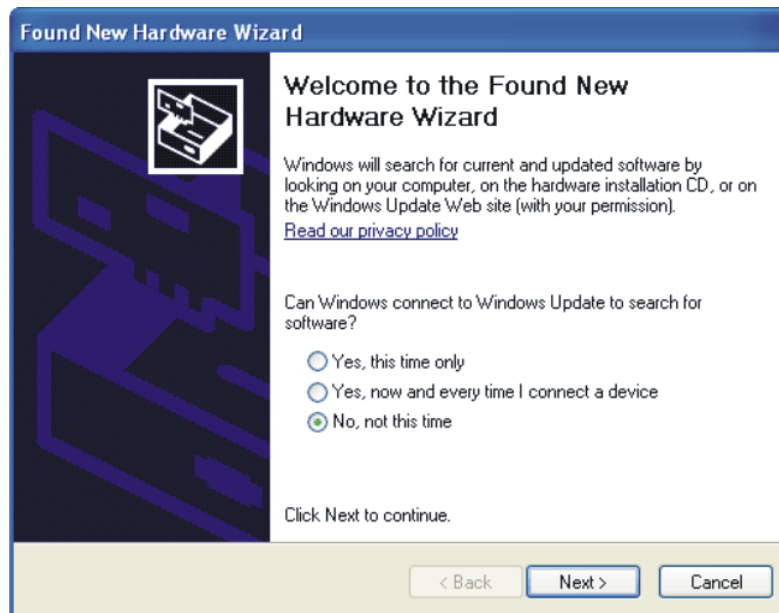 Found New Hardware Wizard
Welcome to the Found New
Hardware Wizard
Windows will search for current and updated software by
looking on your computer, on the hardware installation CD, or on
the Windows Update Web site (with your permission).
Read our privacy policy
Can Windows connect to Windows Update to search for
software?
Yes, this time only
Yes, now and every time I connect a device
No, not this time
Click Next to continue.
< Back Next > Cancel